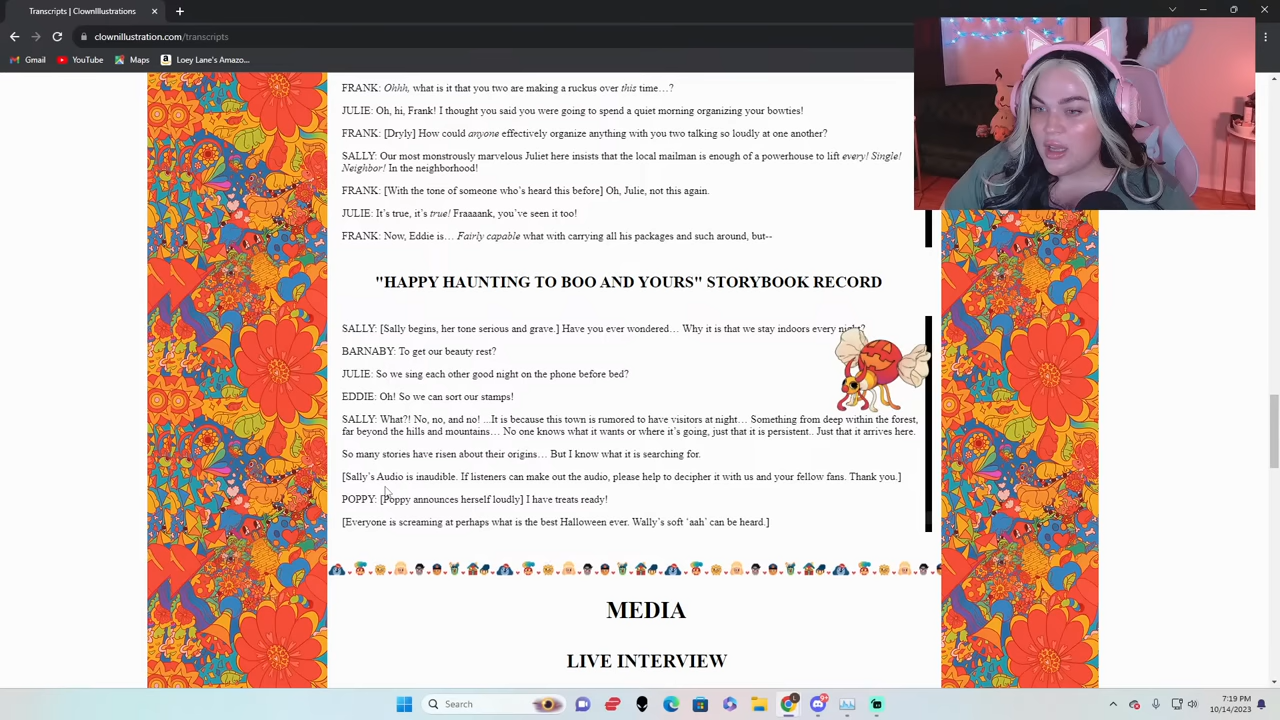 Transcripts | ClownIllustrations
clownillustration.com/transcripts
Gmail
YouTube
Maps
Loey Lane's Amazo...
FRANK: Ohhh, what is it that you two are making a ruckus over this time…?
JULIE: Oh, hi, Frank! I thought you said you were going to spend a quiet morning organizing your bowties!
FRANK: [Dryly] How could anyone effectively organize anything with you two talking so loudly at one another?
SALLY: Our most monstrously marvelous Juliet here insists that the local mailman is enough of a powerhouse to lift every! Single!
Neighbor! In the neighborhood!
FRANK: [With the tone of someone who's heard this before] Oh, Julie, not this again.
JULIE: It's true, it's true! Fraaaank, you've seen it too!
FRANK: Now, Eddie is… Fairly capable what with carrying all his packages and such around, but--
"HAPPY HAUNTING TO BOO AND YOURS" STORYBOOK RECORD
SALLY: [Sally begins, her tone serious and grave.] Have you ever wondered… Why it is that we stay indoors every night?
BARNABY: To get our beauty rest?
JULIE: So we sing each other good night on the phone before bed?
EDDIE: Oh! So we can sort our stamps!
SALLY: What?! No, no, and no! ...It is because this town is rumored to have visitors at night… Something from deep within the forest,
far beyond the hills and mountains… No one knows what it wants or where it's going, just that it is persistent.. Just that it arrives here.
So many stories have risen about their origins… But I know what it is searching for.
[Sally's Audio is inaudible. If listeners can make out the audio, please help to decipher it with us and your fellow fans. Thank you.]
POPPY: [Poppy announces herself loudly] I have treats ready!
[Everyone is screaming at perhaps what is the best Halloween ever. Wally's soft 'aah' can be heard.]
MEDIA
LIVE INTERVIEW
Search
7:19 PM
10/14/2023